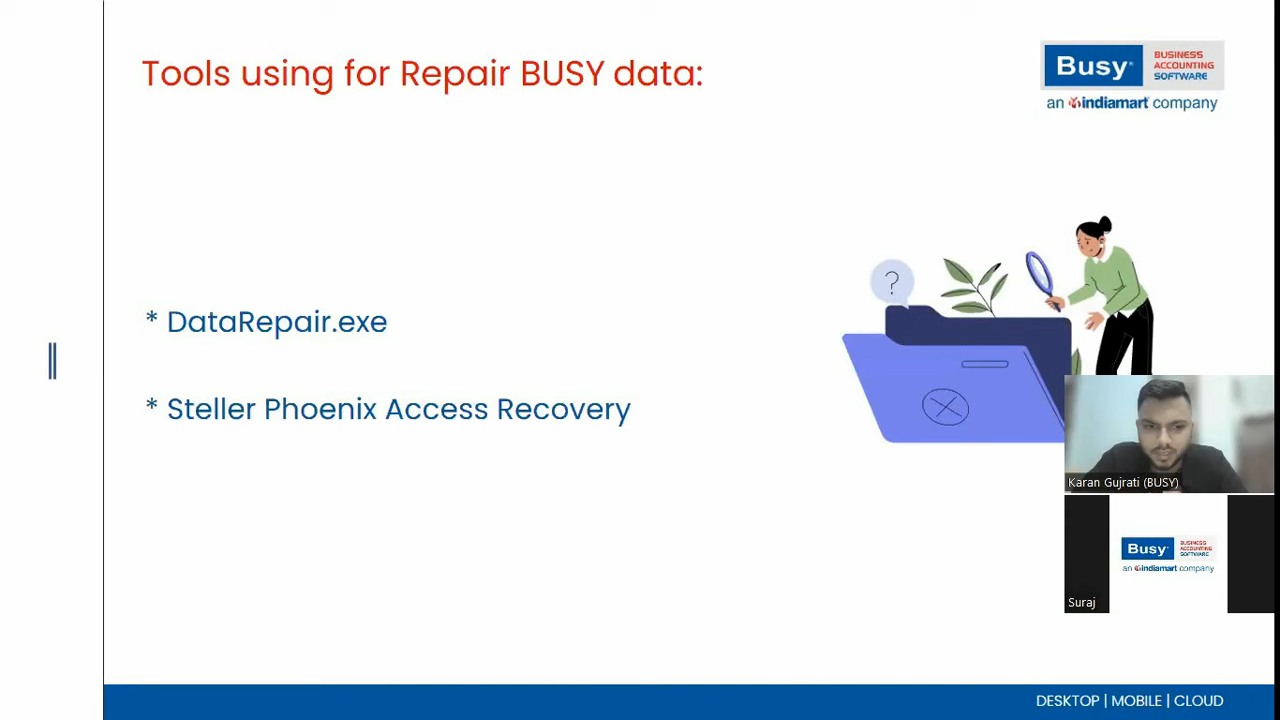 Tools using for Repair BUSY data:
Busy
BUSINESS
ACCOUNTING
SOFTWARE
an indiamart company
?
* DataRepair.exe
* Steller Phoenix Access Recovery
Karan Gujrati (BUSY)
Busy
BUSINESS
ACCOUNTING
SOFTWARE
an indiamart company
Suraj
DESKTOP | MOBILE | CLOUD